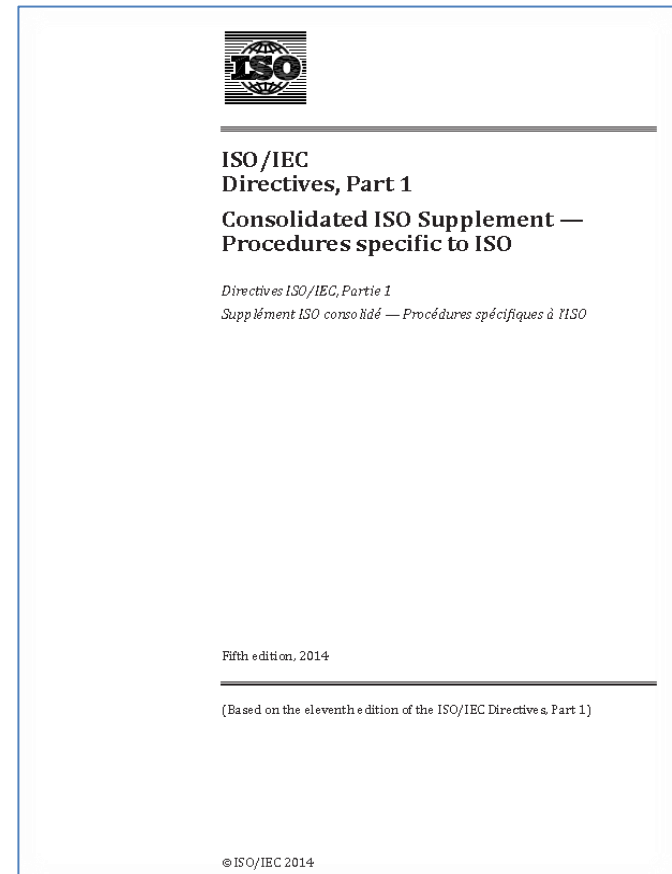 ISO
ISO/IEC
Directives, Part 1
Consolidated ISO Supplement —
Procedures specific to ISO
Directives ISO/IEC, Partie 1
Supplément ISO consolidé — Procédures spécifiques à l'ISO
Fifth edition, 2014
(Based on the eleventh edition of the ISO/IEC Directives, Part 1)
© ISO/IEC 2014